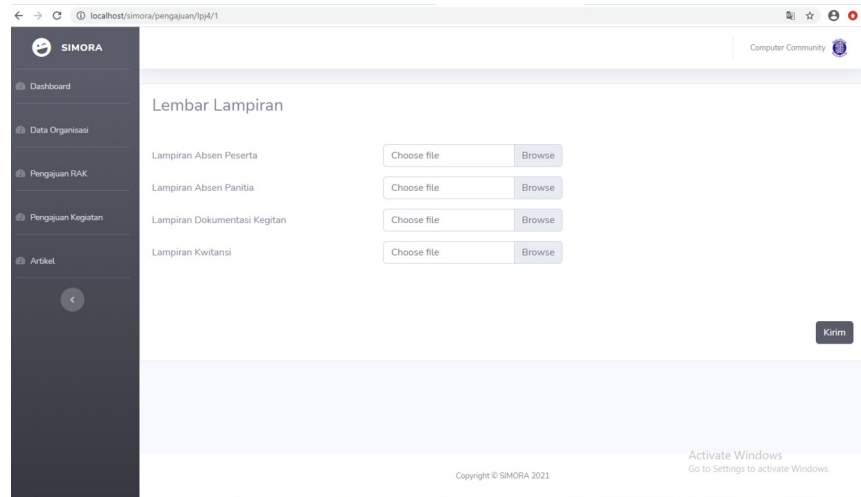 localhost/simora/pengajuan/lpj4/1
SIMORA
Computer Community
Dashboard
Data Organisasi
Pengajuan RAK
Pengajuan Kegiatan
Artikel
Lembar Lampiran
Lampiran Absen Peserta Choose file Browse
Lampiran Absen Panitia Choose file Browse
Lampiran Dokumentasi Kegitan Choose file Browse
Lampiran Kwitansi Choose file Browse
Kirim
Activate Windows
Go to Settings to activate Windows.
Copyright © SIMORA 2021